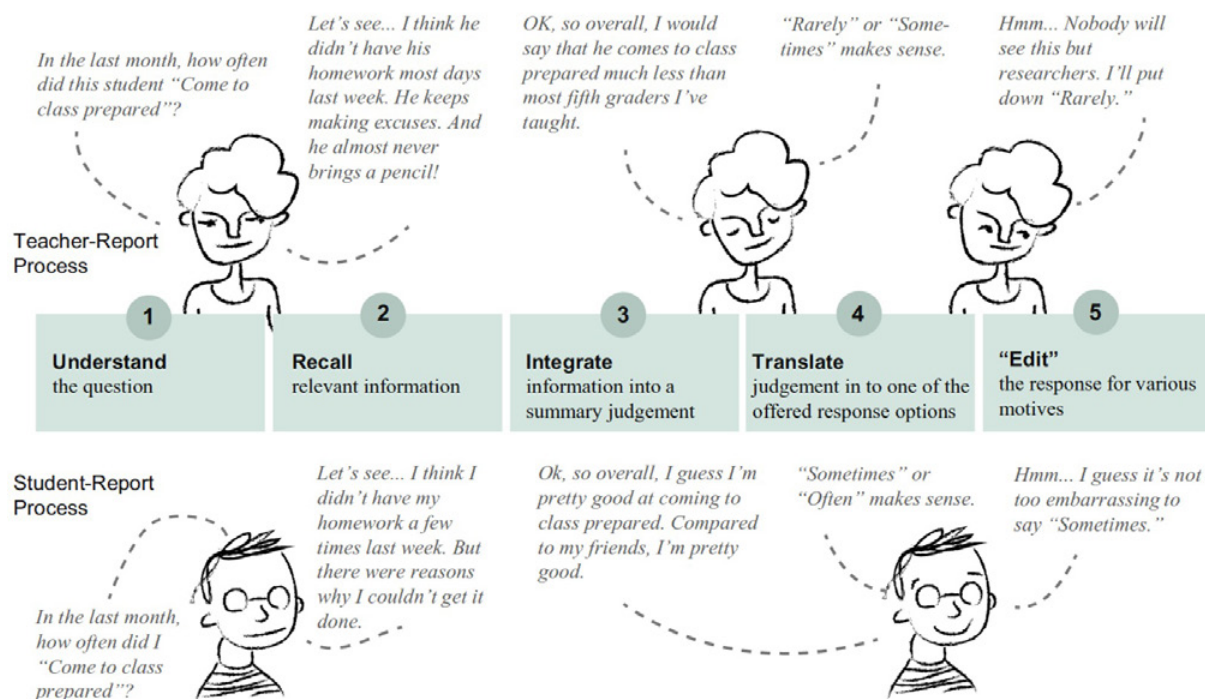 In the last month, how often
did this student “Come to
class prepared”?
Let’s see... I think he
didn’t have his
homework most days
last week. He keeps
making excuses. And
he almost never
brings a pencil!
OK, so overall, I would
say that he comes to class
prepared much less than
most fifth graders I’ve
taught.
“Rarely” or “Some-
times” makes sense.
Hmm... Nobody will
see this but
researchers. I’ll put
down “Rarely.”
Teacher-Report
Process
1
Understand
the question
2
Recall
relevant information
3
Integrate
information into a
summary judgement
4
Translate
judgement in to one of the
offered response options
5
“Edit”
the response for various
motives
Student-Report
Process
In the last month,
how often did I
“Come to class
prepared”?
Let’s see... I think I
didn’t have my
homework a few
times last week. But
there were reasons
why I couldn’t get it
done.
Ok, so overall, I guess I’m
pretty good at coming to
class prepared. Compared
to my friends, I’m pretty
good.
“Sometimes” or
“Often” makes sense.
Hmm... I guess it’s not
too embarrassing to
say “Sometimes.”